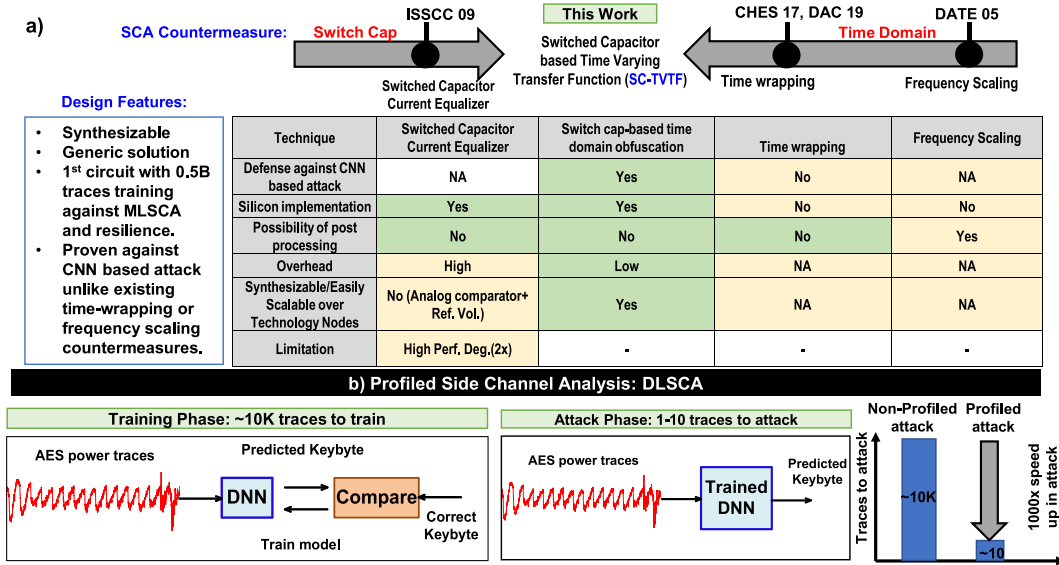 a)
SCA Countermeasure:
Switch Cap
ISSCC 09
Switched Capacitor
Current Equalizer
This Work
Switched Capacitor
based Time Varying
Transfer Function (SC-TVTF)
CHES 17, DAC 19
DATE 05
Time Domain
Time wrapping
Frequency Scaling
Design Features:
• Synthesizable
• Generic solution
• 1st circuit with 0.5B
traces training
against MLSCA
and resilience.
• Proven against
CNN based attack
unlike existing
time-wrapping or
frequency scaling
countermeasures.
Technique
Switched Capacitor
Current Equalizer
Switch cap-based time
domain obfuscation
Time wrapping
Frequency Scaling
Defense against CNN
based attack
NA
Yes
No
NA
Silicon implementation
Yes
Yes
No
No
Possibility of post
processing
No
No
No
Yes
Overhead
High
Low
NA
NA
Synthesizable/Easily
Scalable over
Technology Nodes
No (Analog comparator+
Ref. Vol.)
Yes
NA
NA
Limitation
High Perf. Deg.(2x)
-
-
-
b) Profiled Side Channel Analysis: DLSCA
Training Phase: ~10K traces to train
AES power traces
Predicted Keybyte
DNN
Compare
Train model
Correct
Keybyte
Attack Phase: 1-10 traces to attack
AES power traces
Trained
DNN
Predicted
Keybyte
Non-Profiled
attack
Profiled
attack
Traces to attack
~10K
~10
1000x speed
up in attack